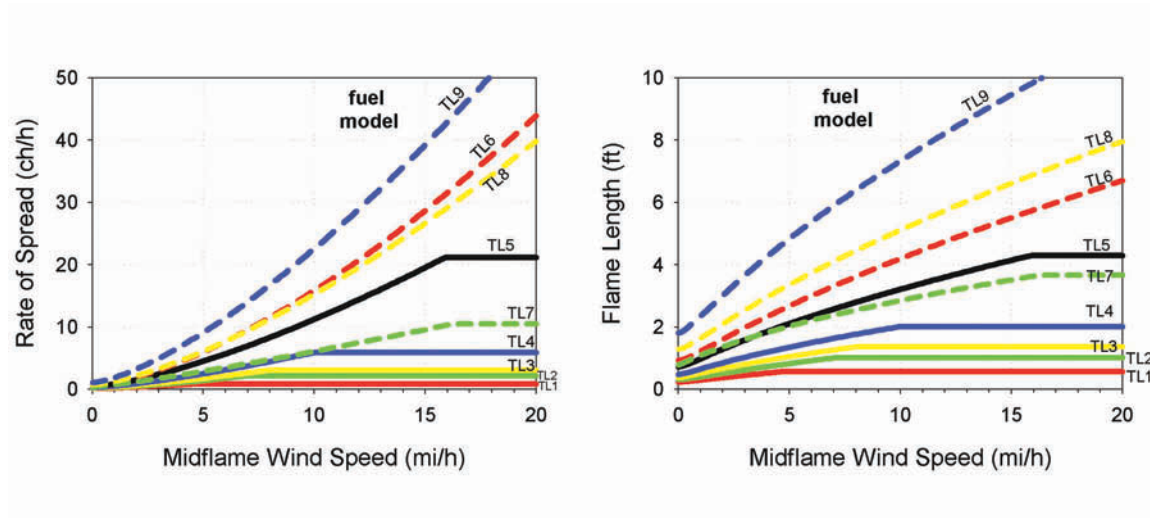 50
40
30
20
10
0
Rate of Spread (ch/h)
fuel
model
TL9
TL6
TL8
TL5
TL7
TL4
TL3
TL2
TL1
0
5
10
15
20
Midflame Wind Speed (mi/h)
10
8
6
4
2
0
Flame Length (ft)
fuel
model
TL9
TL8
TL6
TL5
TL7
TL4
TL3
TL2
TL1
0
5
10
15
20
Midflame Wind Speed (mi/h)